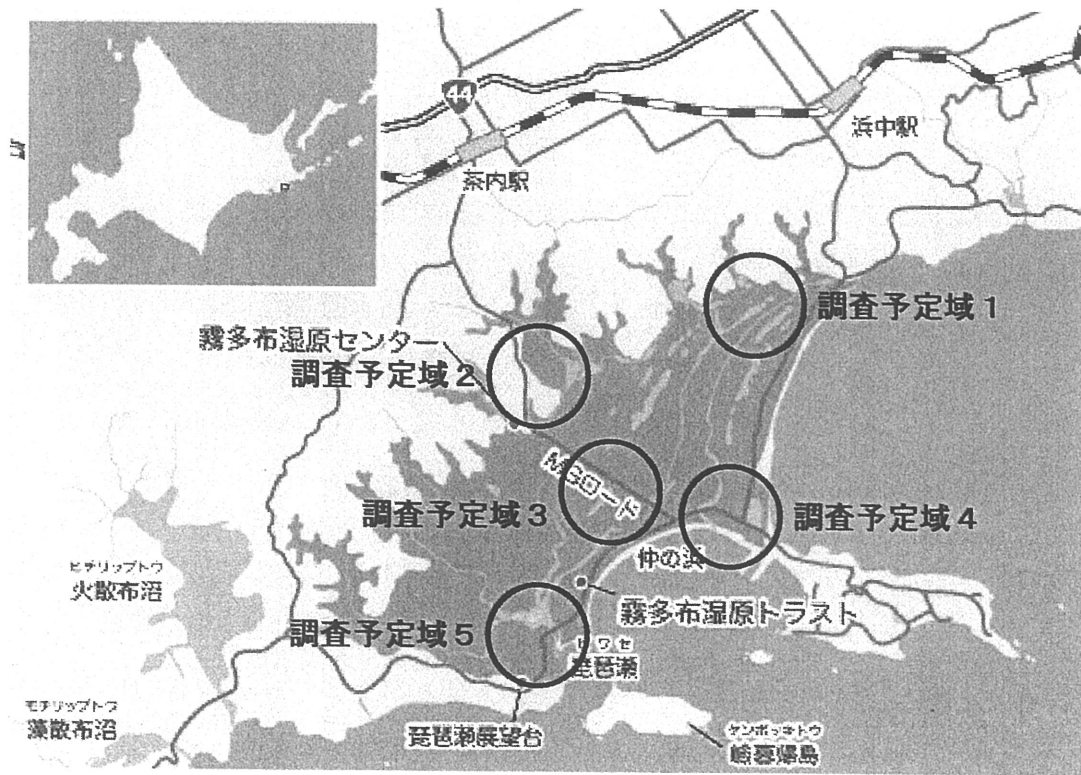 44
浜中駅
茶内駅
調査予定域1
霧多布湿原センター
調査予定域2
MGロード
調査予定域3
調査予定域4
仲の浜
ヒチリップトウ
火散布沼
霧多布湿原トラスト
調査予定域5
ビワセ
琵琶瀬
モチリップトウ
藻散布沼
琵琶瀬展望台
ケンボッキトウ
嶮暮帰島